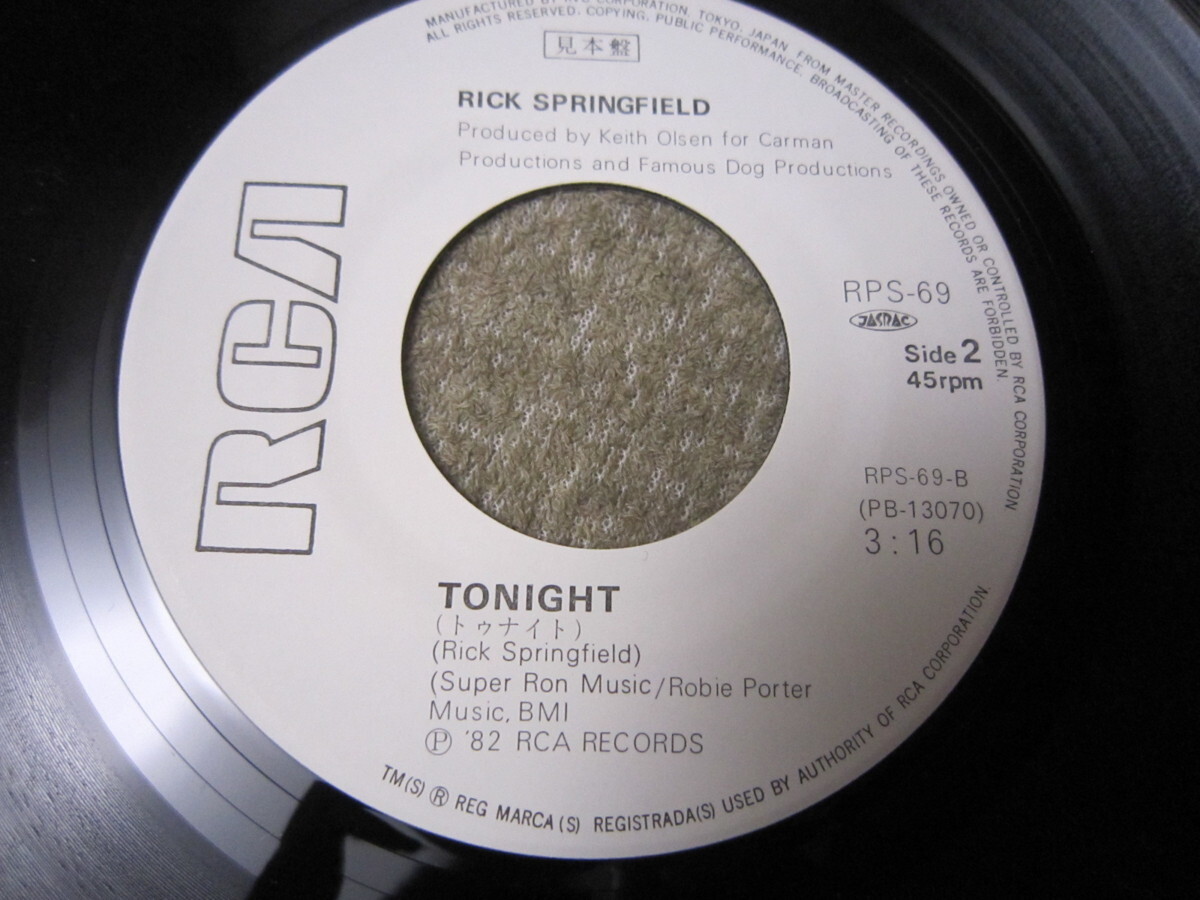 MANUFACTURED BY RVC CORPORATION, TOKYO, JAPAN FROM MASTER RECORDINGS OWNED OR CONTROLLED BY RCA CORPORATION
ALL RIGHTS RESERVED. COPYING, PUBLIC PERFORMANCE, BROADCASTING OF THESE RECORDS ARE FORBIDDEN.
見本盤
RICK SPRINGFIELD
Produced by Keith Olsen for Carman
Productions and Famous Dog Productions
RCA
RPS-69
JASRAC
Side 2
45rpm
RPS-69-B
(PB-13070)
3:16
TONIGHT
(トゥナイト)
(Rick Springfield)
(Super Ron Music/Robie Porter
Music, BMI
Ⓟ '82 RCA RECORDS
TM(S) ® REG MARCA(S) REGISTRADA(S) USED BY AUTHORITY OF RCA CORPORATION.